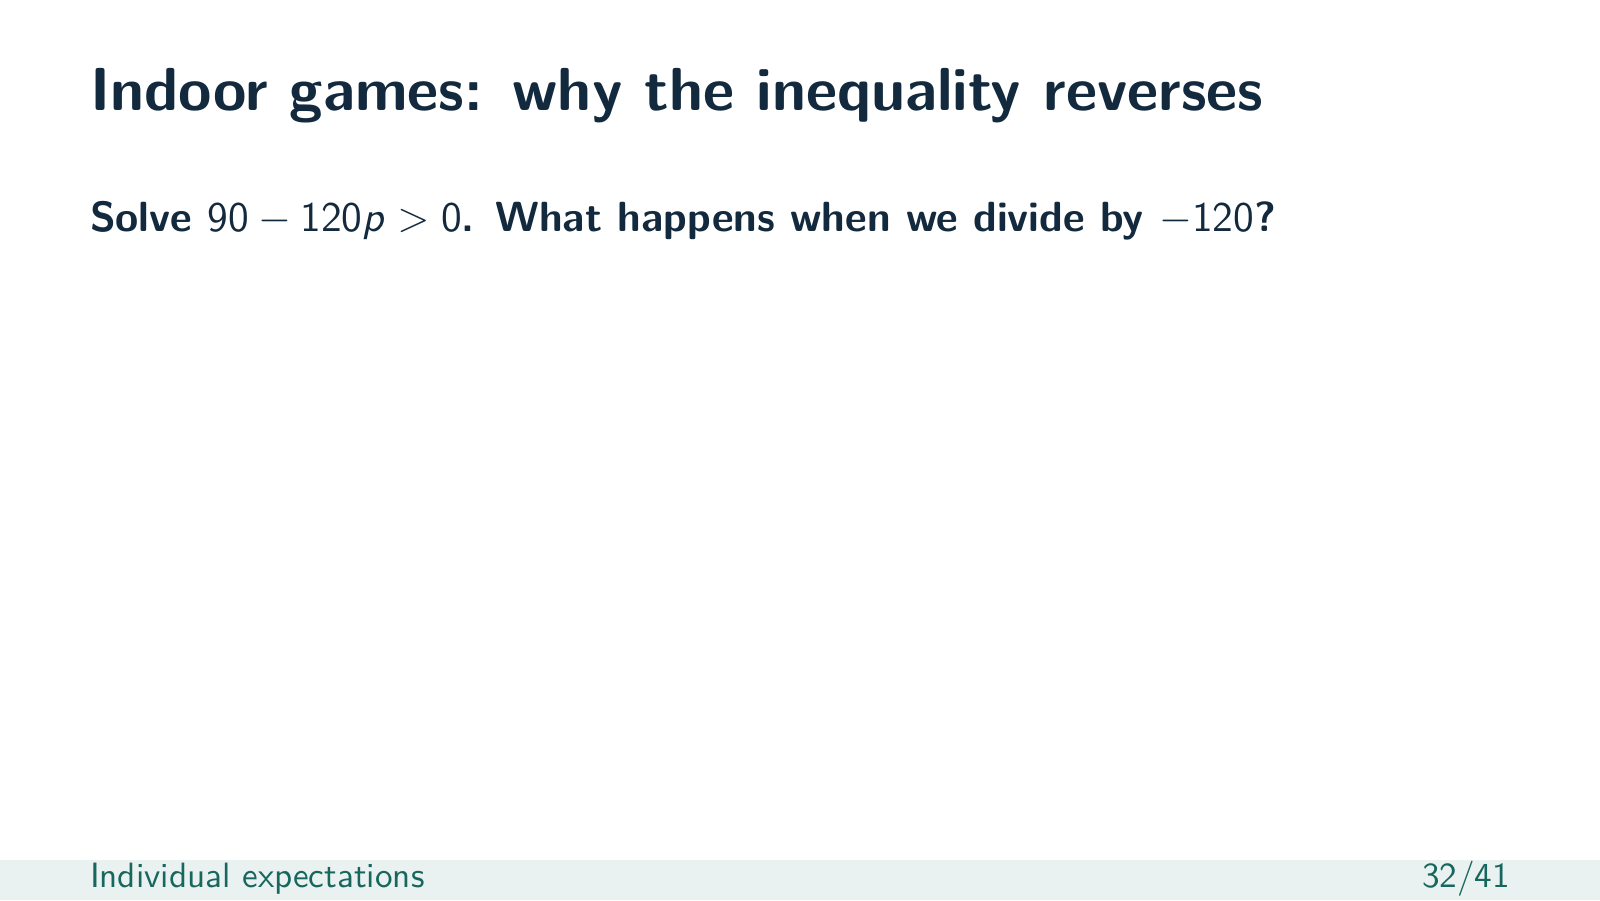 Indoor games: why the inequality reverses
Solve 90 − 120p > 0. What happens when we divide by −120?
Individual expectations
32/41